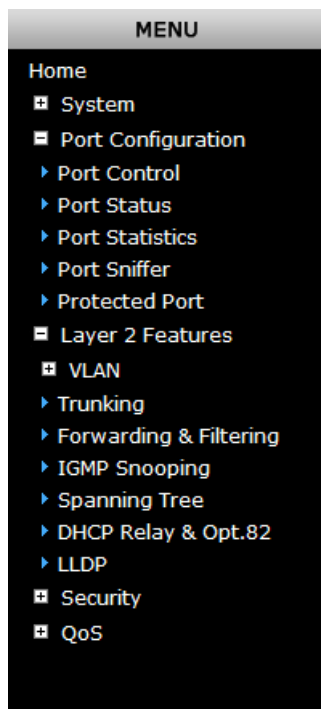 MENU
Home
System
Port Configuration
Port Control
Port Status
Port Statistics
Port Sniffer
Protected Port
Layer 2 Features
VLAN
Trunking
Forwarding & Filtering
IGMP Snooping
Spanning Tree
DHCP Relay & Opt.82
LLDP
Security
QoS